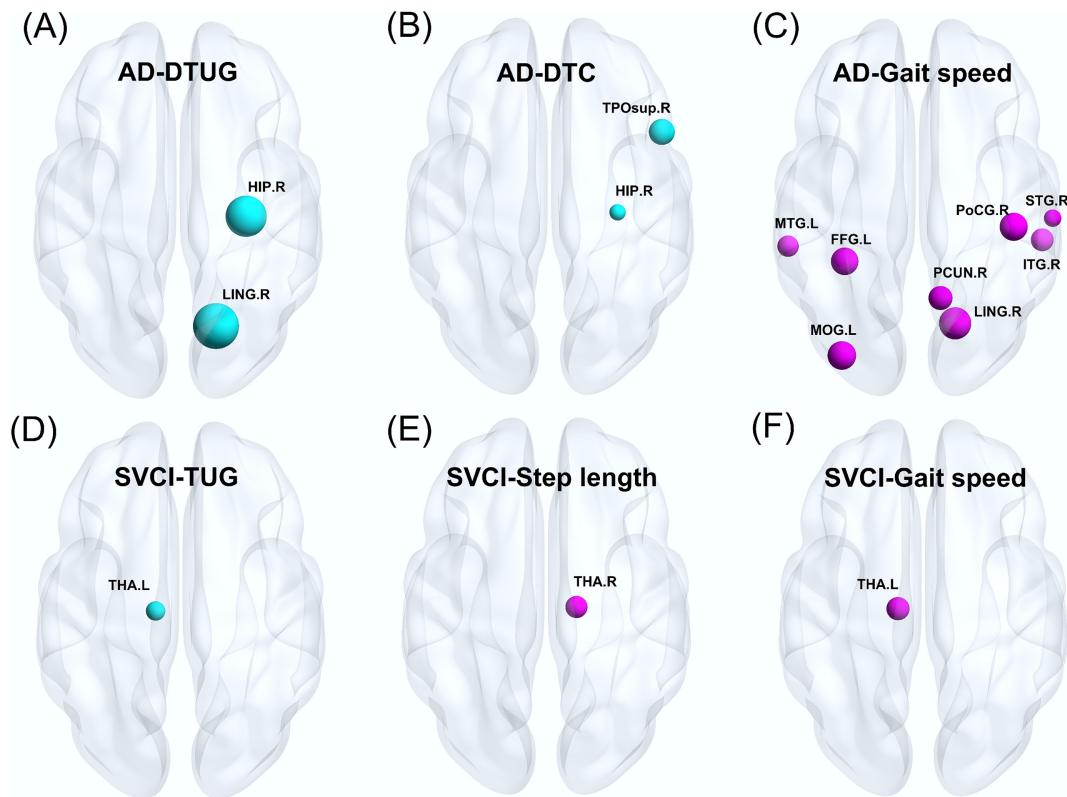 (A)
AD-DTUG
HIP.R
LING.R
(B)
AD-DTC
TPOsup.R
HIP.R
(C)
AD-Gait speed
STG.R
PoCG.R
MTG.L
FFG.L
ITG.R
PCUN.R
LING.R
MOG.L
(D)
SVCI-TUG
THA.L
(E)
SVCI-Step length
THA.R
(F)
SVCI-Gait speed
THA.L